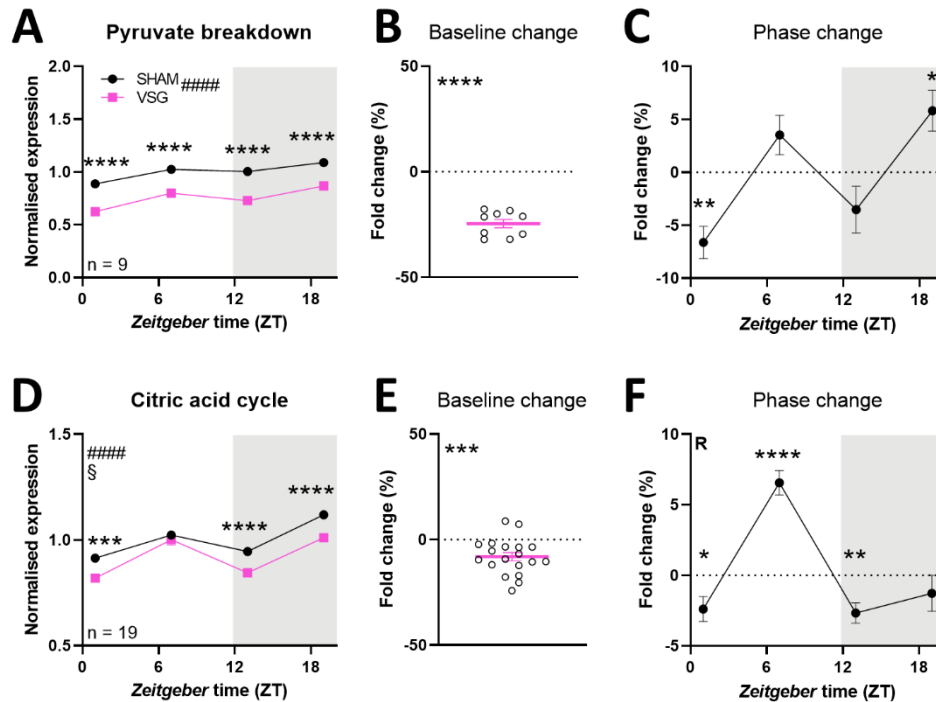 A
Pyruvate breakdown
Normalised expression
2.0
1.5
1.0
0.5
0.0
SHAM
VSG
####
****
****
****
****
n = 9
0
6
12
18
Zeitgeber time (ZT)
B
Baseline change
Fold change (%)
50
0
-50
****
C
Phase change
Fold change (%)
10
5
0
-5
-10
**
*
0
6
12
18
Zeitgeber time (ZT)
D
Citric acid cycle
Normalised expression
1.5
1.0
0.5
####
§
***
****
****
n = 19
0
6
12
18
Zeitgeber time (ZT)
E
Baseline change
Fold change (%)
50
0
-50
***
F
Phase change
Fold change (%)
10
5
0
-5
R
*
****
**
0
6
12
18
Zeitgeber time (ZT)